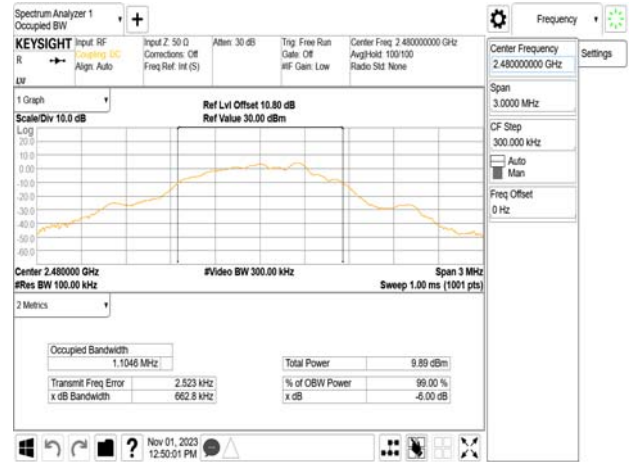 Spectrum Analyzer 1
Occupied BW
Frequency
KEYSIGHT
R
LU
Input: RF
Coupling: DC
Align: Auto
Input Z: 50 Ω
Corrections: Off
Freq Ref: Int (S)
Atten: 30 dB
Trig: Free Run
Gate: Off
#IF Gain: Low
Center Freq: 2.480000000 GHz
Avg|Hold: 100/100
Radio Std: None
Center Frequency
2.480000000 GHz
Settings
Span
3.0000 MHz
CF Step
300.000 kHz
Auto
Man
Freq Offset
0 Hz
1 Graph
Scale/Div 10.0 dB
Ref Lvl Offset 10.80 dB
Ref Value 30.00 dBm
Log
20.0
10.0
0.00
-10.0
-20.0
-30.0
-40.0
-50.0
-60.0
Center 2.480000 GHz
#Res BW 100.00 kHz
#Video BW 300.00 kHz
Span 3 MHz
Sweep 1.00 ms (1001 pts)
2 Metrics
Occupied Bandwidth
1.1046 MHz
Total Power 9.89 dBm
Transmit Freq Error 2.523 kHz
% of OBW Power 99.00 %
x dB Bandwidth 662.8 kHz
x dB -6.00 dB
Nov 01, 2023
12:50:01 PM